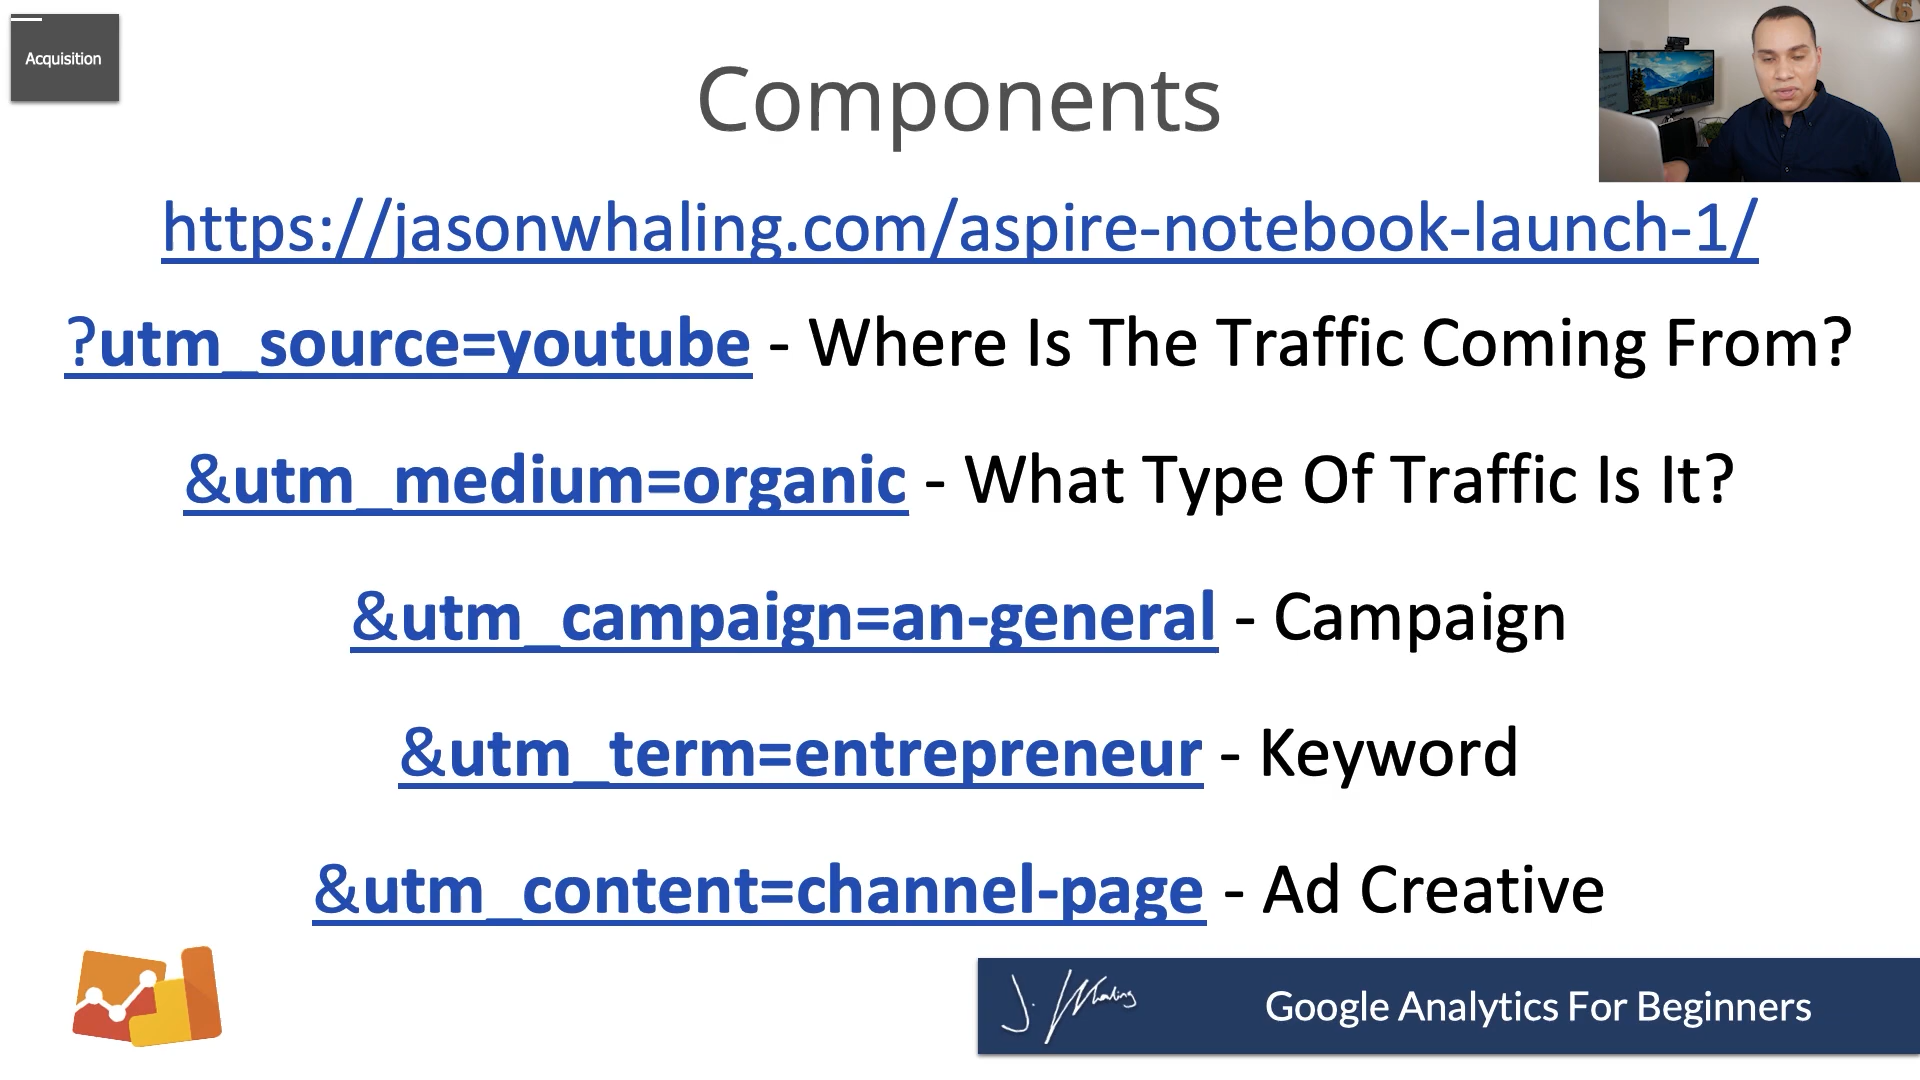 Acquisition
Components
https://jasonwhaling.com/aspire-notebook-launch-1/
?utm_source=youtube - Where Is The Traffic Coming From?
&utm_medium=organic - What Type Of Traffic Is It?
&utm_campaign=an-general - Campaign
&utm_term=entrepreneur - Keyword
&utm_content=channel-page - Ad Creative
J. Whaling
Google Analytics For Beginners